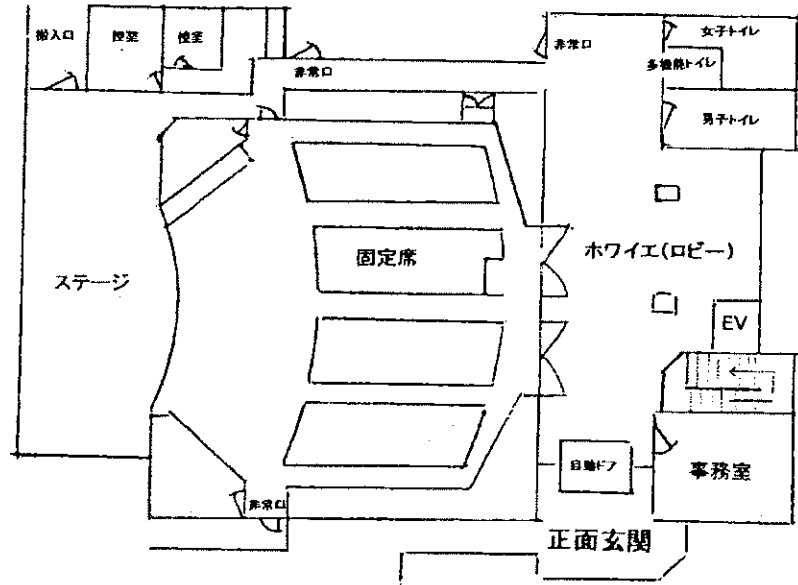 搬入口
控室
控室
非常口
非常口
女子トイレ
多機能トイレ
男子トイレ
ステージ
固定席
ホワイエ(ロビー)
EV
自動ドア
事務室
非常口
正面玄関